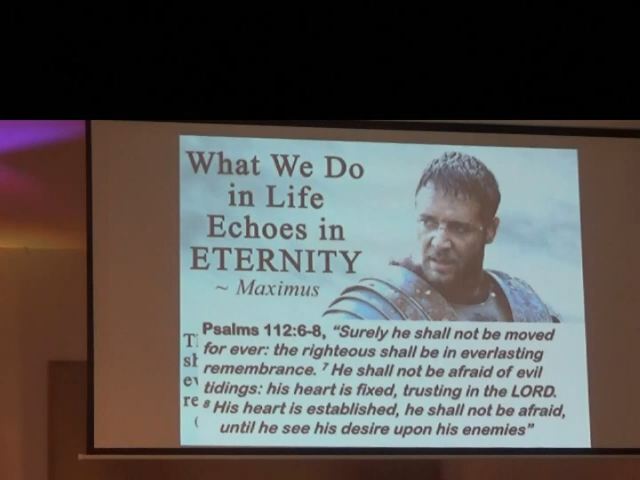 What We Do
in Life
Echoes in
ETERNITY
~ Maximus
Psalms 112:6-8, “Surely he shall not be moved
for ever: the righteous shall be in everlasting
remembrance. 7 He shall not be afraid of evil
tidings: his heart is fixed, trusting in the LORD.
8 His heart is established, he shall not be afraid,
until he see his desire upon his enemies”